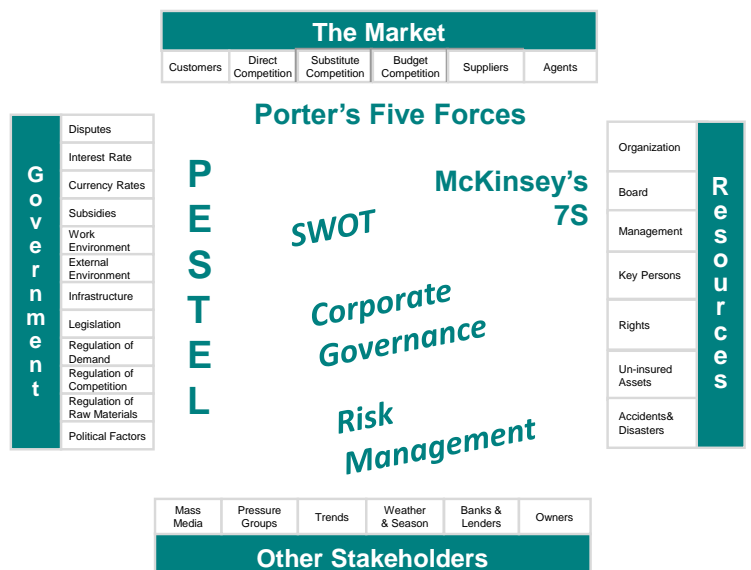 The Market
Customers
Direct
Competition
Substitute
Competition
Budget
Competition
Suppliers
Agents
Porter's Five Forces
Government
Disputes
Interest Rate
Currency Rates
Subsidies
Work
Environment
External
Environment
Infrastructure
Legislation
Regulation of
Demand
Regulation of
Competition
Regulation of
Raw Materials
Political Factors
PESTEL
McKinsey's
7S
SWOT
Corporate
Governance
Risk
Management
Organization
Board
Management
Key Persons
Rights
Un-insured
Assets
Accidents&
Disasters
Resources
Mass
Media
Pressure
Groups
Trends
Weather
& Season
Banks &
Lenders
Owners
Other Stakeholders